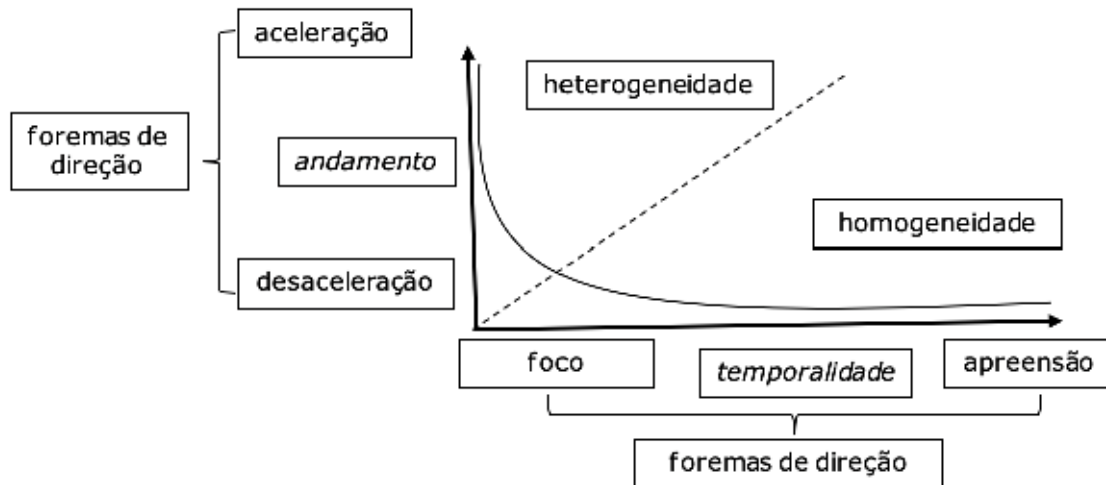 aceleração
heterogeneidade
foremas de
direção
andamento
homogeneidade
desaceleração
foco
temporalidade
apreensão
foremas de direção